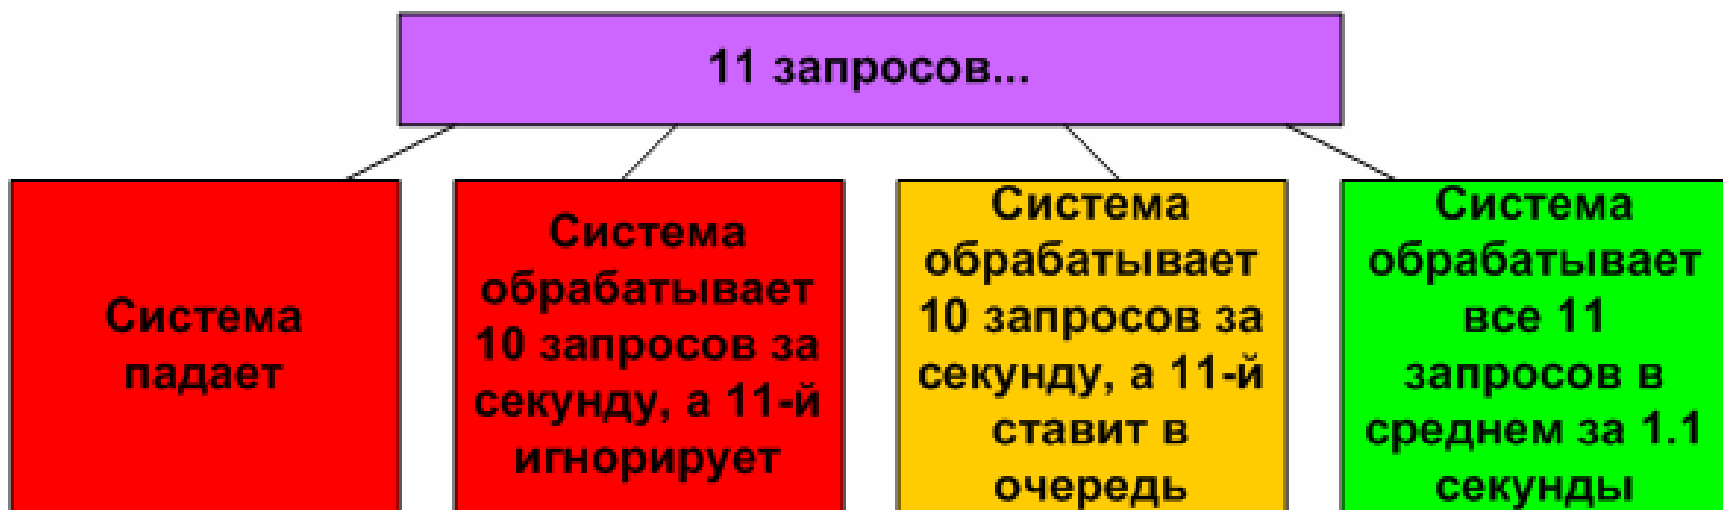 11 запросов...
Система
падает
Система
обрабатывает
10 запросов за
секунду, а 11-й
игнорирует
Система
обрабатывает
10 запросов за
секунду, а 11-й
ставит в
очередь
Система
обрабатывает
все 11
запросов в
среднем за 1.1
секунды